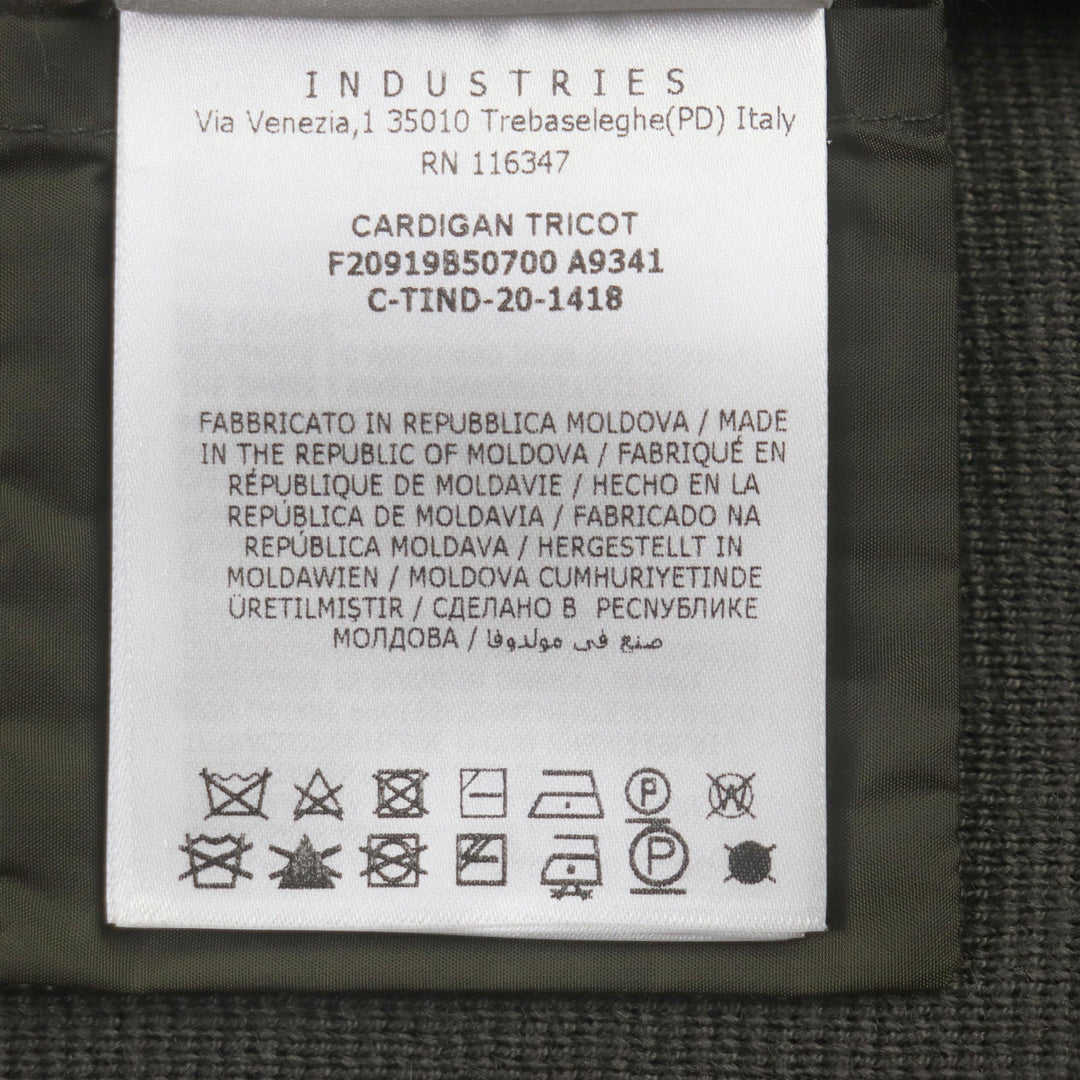 INDUSTRIES
Via Venezia,1 35010 Trebaseleghe(PD) Italy
RN 116347
CARDIGAN TRICOT
F20919B50700 A9341
C-TIND-20-1418
FABBRICATO IN REPUBBLICA MOLDOVA / MADE
IN THE REPUBLIC OF MOLDOVA / FABRIQUÉ EN
RÉPUBLIQUE DE MOLDAVIE / HECHO EN LA
REPÚBLICA DE MOLDAVIA / FABRICADO NA
REPÚBLICA MOLDAVA / HERGESTELLT IN
MOLDAWIEN / MOLDOVA CUMHURIYETINDE
ÜRETILMIŞTIR / СДЕЛАНО В РЕСПУБЛИКЕ
МОЛДОВА / صنع في مولدوفا
P W
P